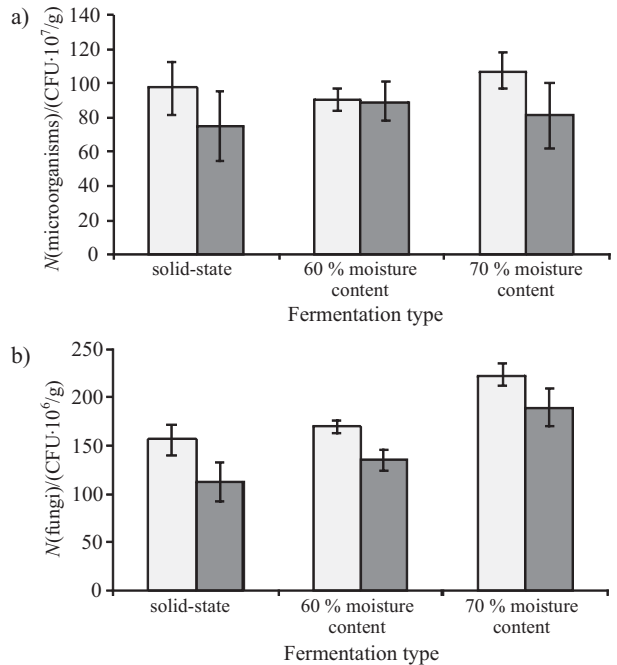 a)
N(microorganisms)/(CFU·10⁷/g)
140
120
100
80
60
40
20
0
solid-state
60 % moisture
content
70 % moisture
content
Fermentation type
b)
N(fungi)/(CFU·10⁶/g)
250
200
150
100
50
0
solid-state
60 % moisture
content
70 % moisture
content
Fermentation type